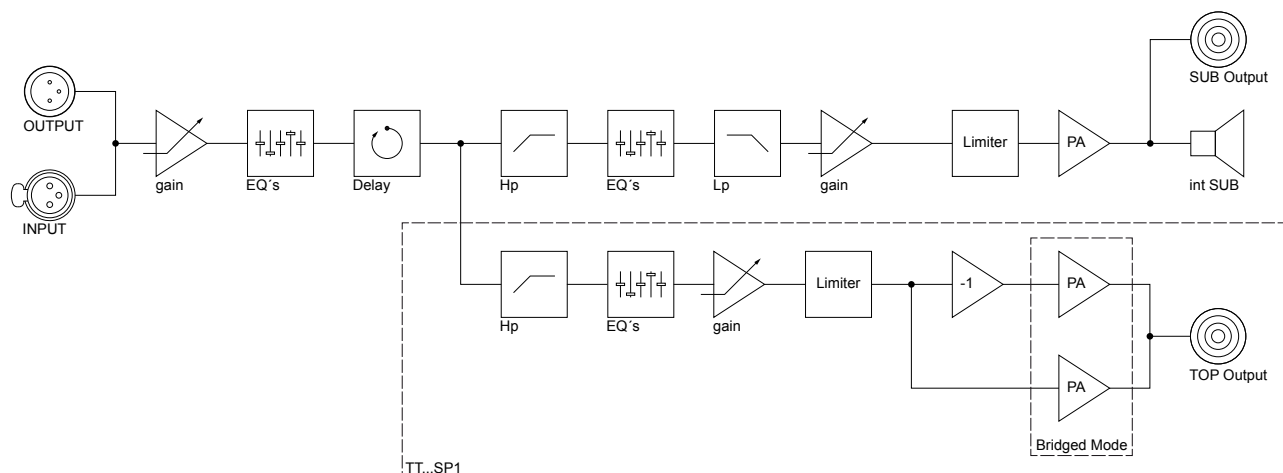 SUB Output
OUTPUT
gain
EQ´s
Delay
Hp
EQ´s
Lp
gain
Limiter
PA
int SUB
INPUT
Hp
EQ´s
gain
Limiter
-1
PA
PA
TOP Output
Bridged Mode
TT...SP1